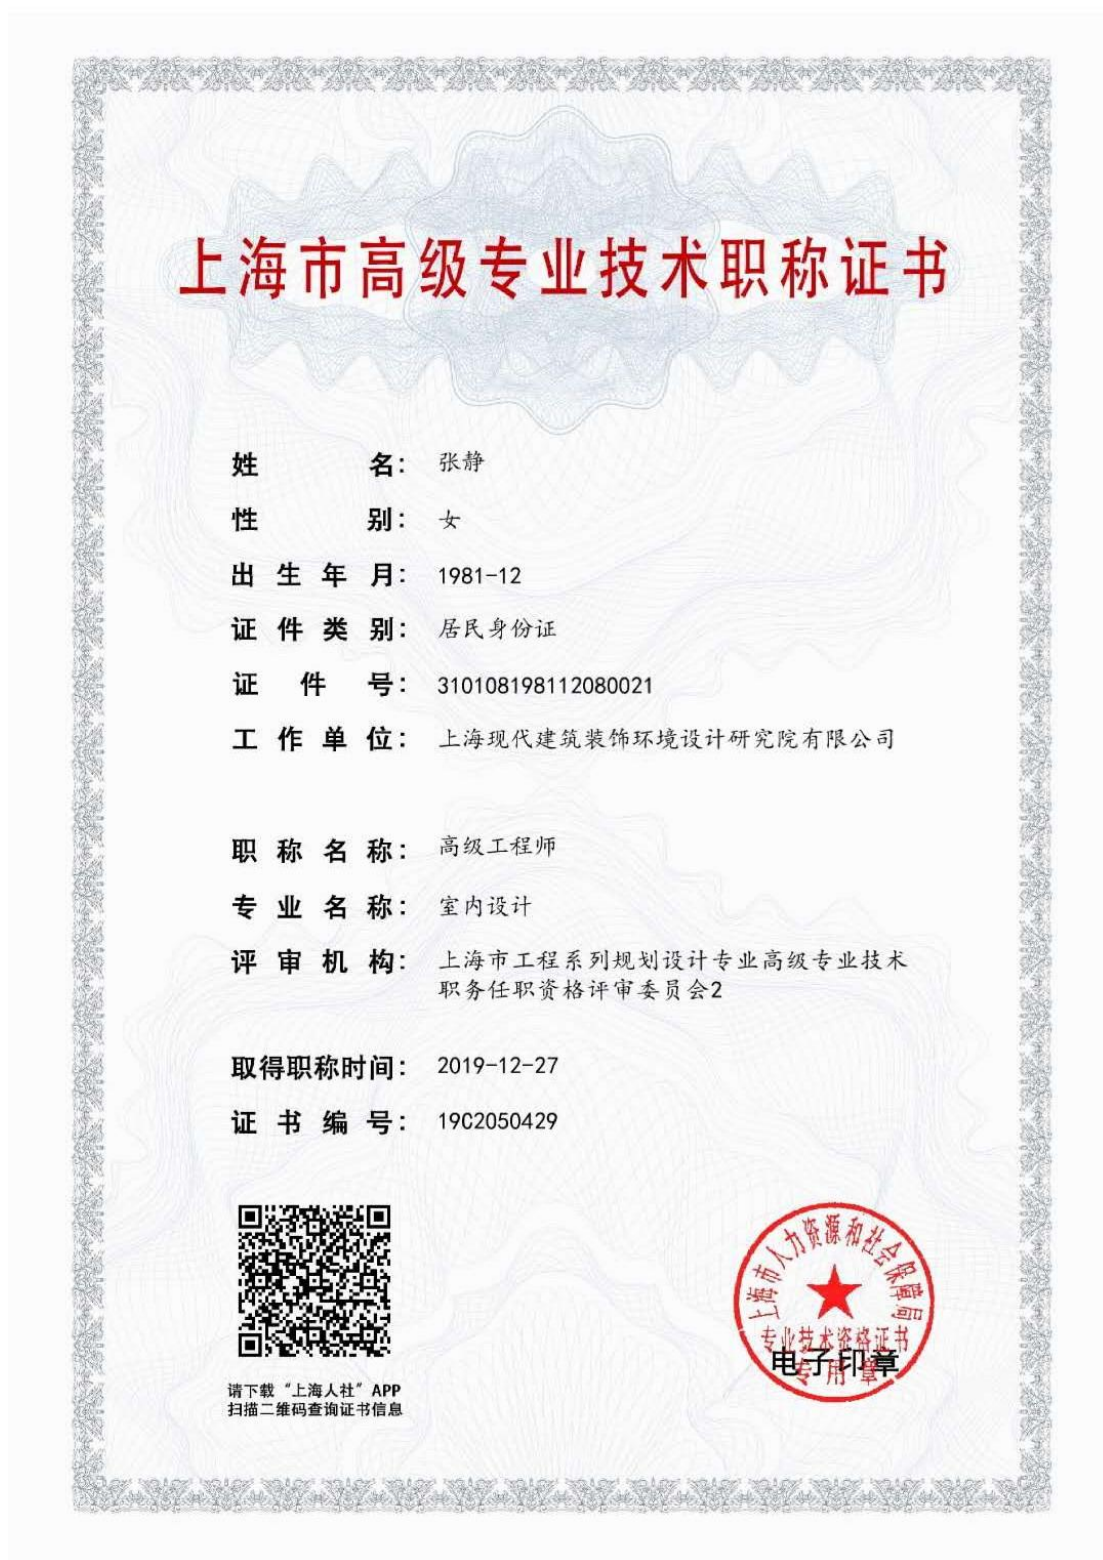 上海市高级专业技术职称证书
姓名：张静
性别：女
出生年月：1981-12
证件类别：居民身份证
证件号：310108198112080021
工作单位：上海现代建筑装饰环境设计研究院有限公司
职称名称：高级工程师
专业名称：室内设计
评审机构：上海市工程系列规划设计专业高级专业技术
职务任职资格评审委员会2
取得职称时间：2019-12-27
证书编号：19C2050429
请下载“上海人社”APP
扫描二维码查询证书信息
上海市人力资源和社会保障局
专业技术资格证书
专用章
电子印章